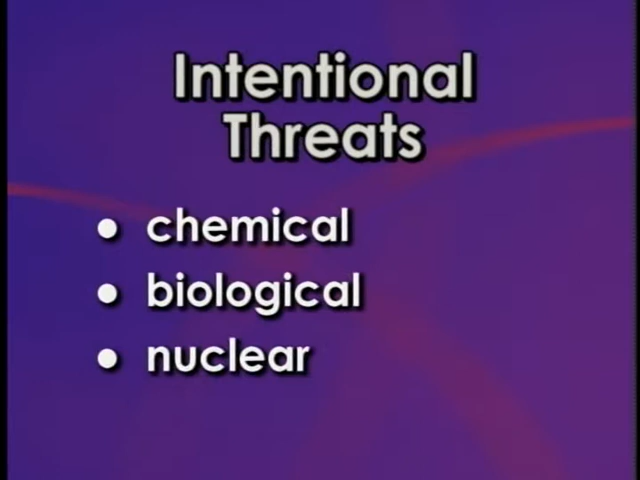 Intentional
Threats
• chemical
• biological
• nuclear